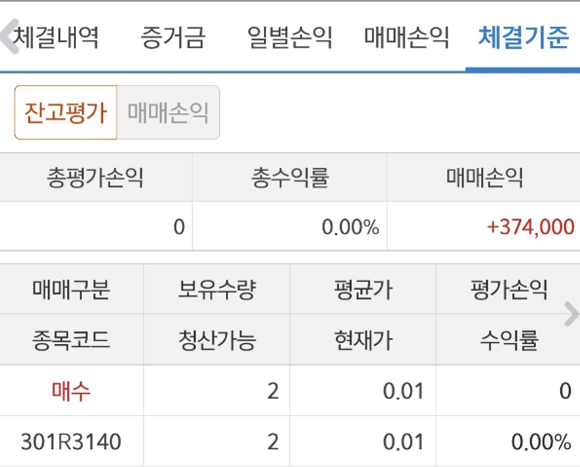 체결내역 증거금 일별손익 매매손익 체결기준
잔고평가 매매손익
총평가손익 총수익률 매매손익
0 0.00% +374,000
매매구분 보유수량 평균가 평가손익
종목코드 청산가능 현재가 수익률
매수 2 0.01 0
301R3140 2 0.01 0.00%